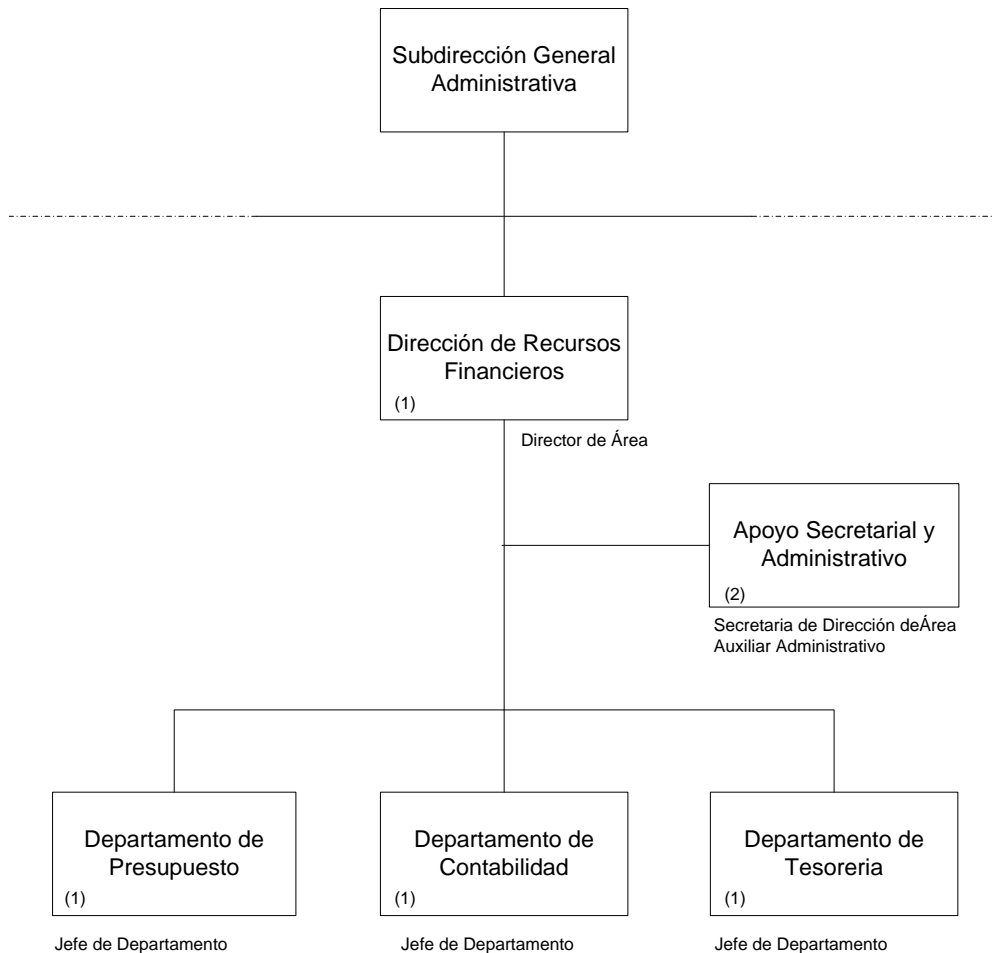 Subdirección General
Administrativa
Dirección de Recursos
Financieros
(1)
Director de Área
Apoyo Secretarial y
Administrativo
(2)
Secretaria de Dirección deÁrea
Auxiliar Administrativo
Departamento de
Presupuesto
(1)
Jefe de Departamento
Departamento de
Contabilidad
(1)
Jefe de Departamento
Departamento de
Tesoreria
(1)
Jefe de Departamento